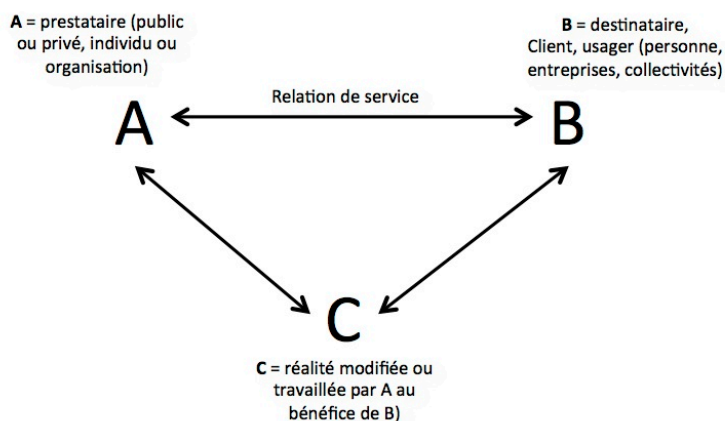 A = prestataire (public
ou privé, individu ou
organisation)
B = destinataire,
Client, usager (personne,
entreprises, collectivités)
Relation de service
A
B
C
C = réalité modifiée ou
travaillée par A au
bénéfice de B)